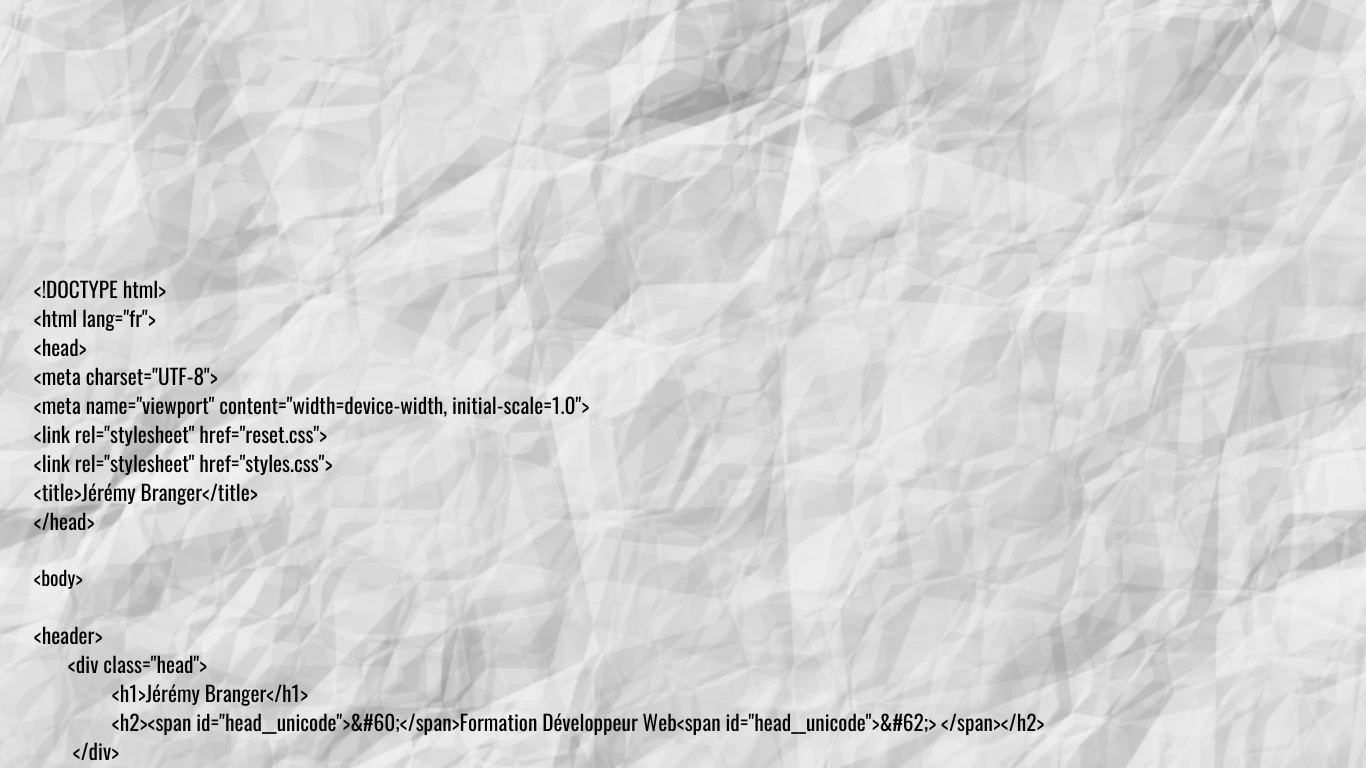 <!DOCTYPE html>
<html lang="fr">
<head>
<meta charset="UTF-8">
<meta name="viewport" content="width=device-width, initial-scale=1.0">
<link rel="stylesheet" href="reset.css">
<link rel="stylesheet" href="styles.css">
<title>Jérémy Branger</title>
</head>
<body>
<header>
<div class="head">
<h1>Jérémy Branger</h1>
<h2><span id="head__unicode">&#60;</span>Formation Développeur Web<span id="head__unicode">&#62;> </span></h2>
</div>